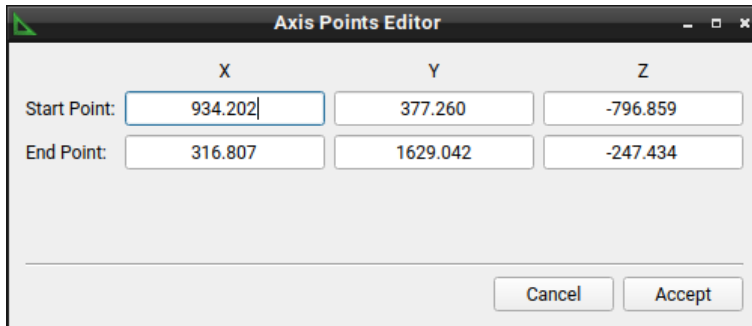 Axis Points Editor
X Y Z
Start Point: 934.202 377.260 -796.859
End Point: 316.807 1629.042 -247.434
Cancel Accept